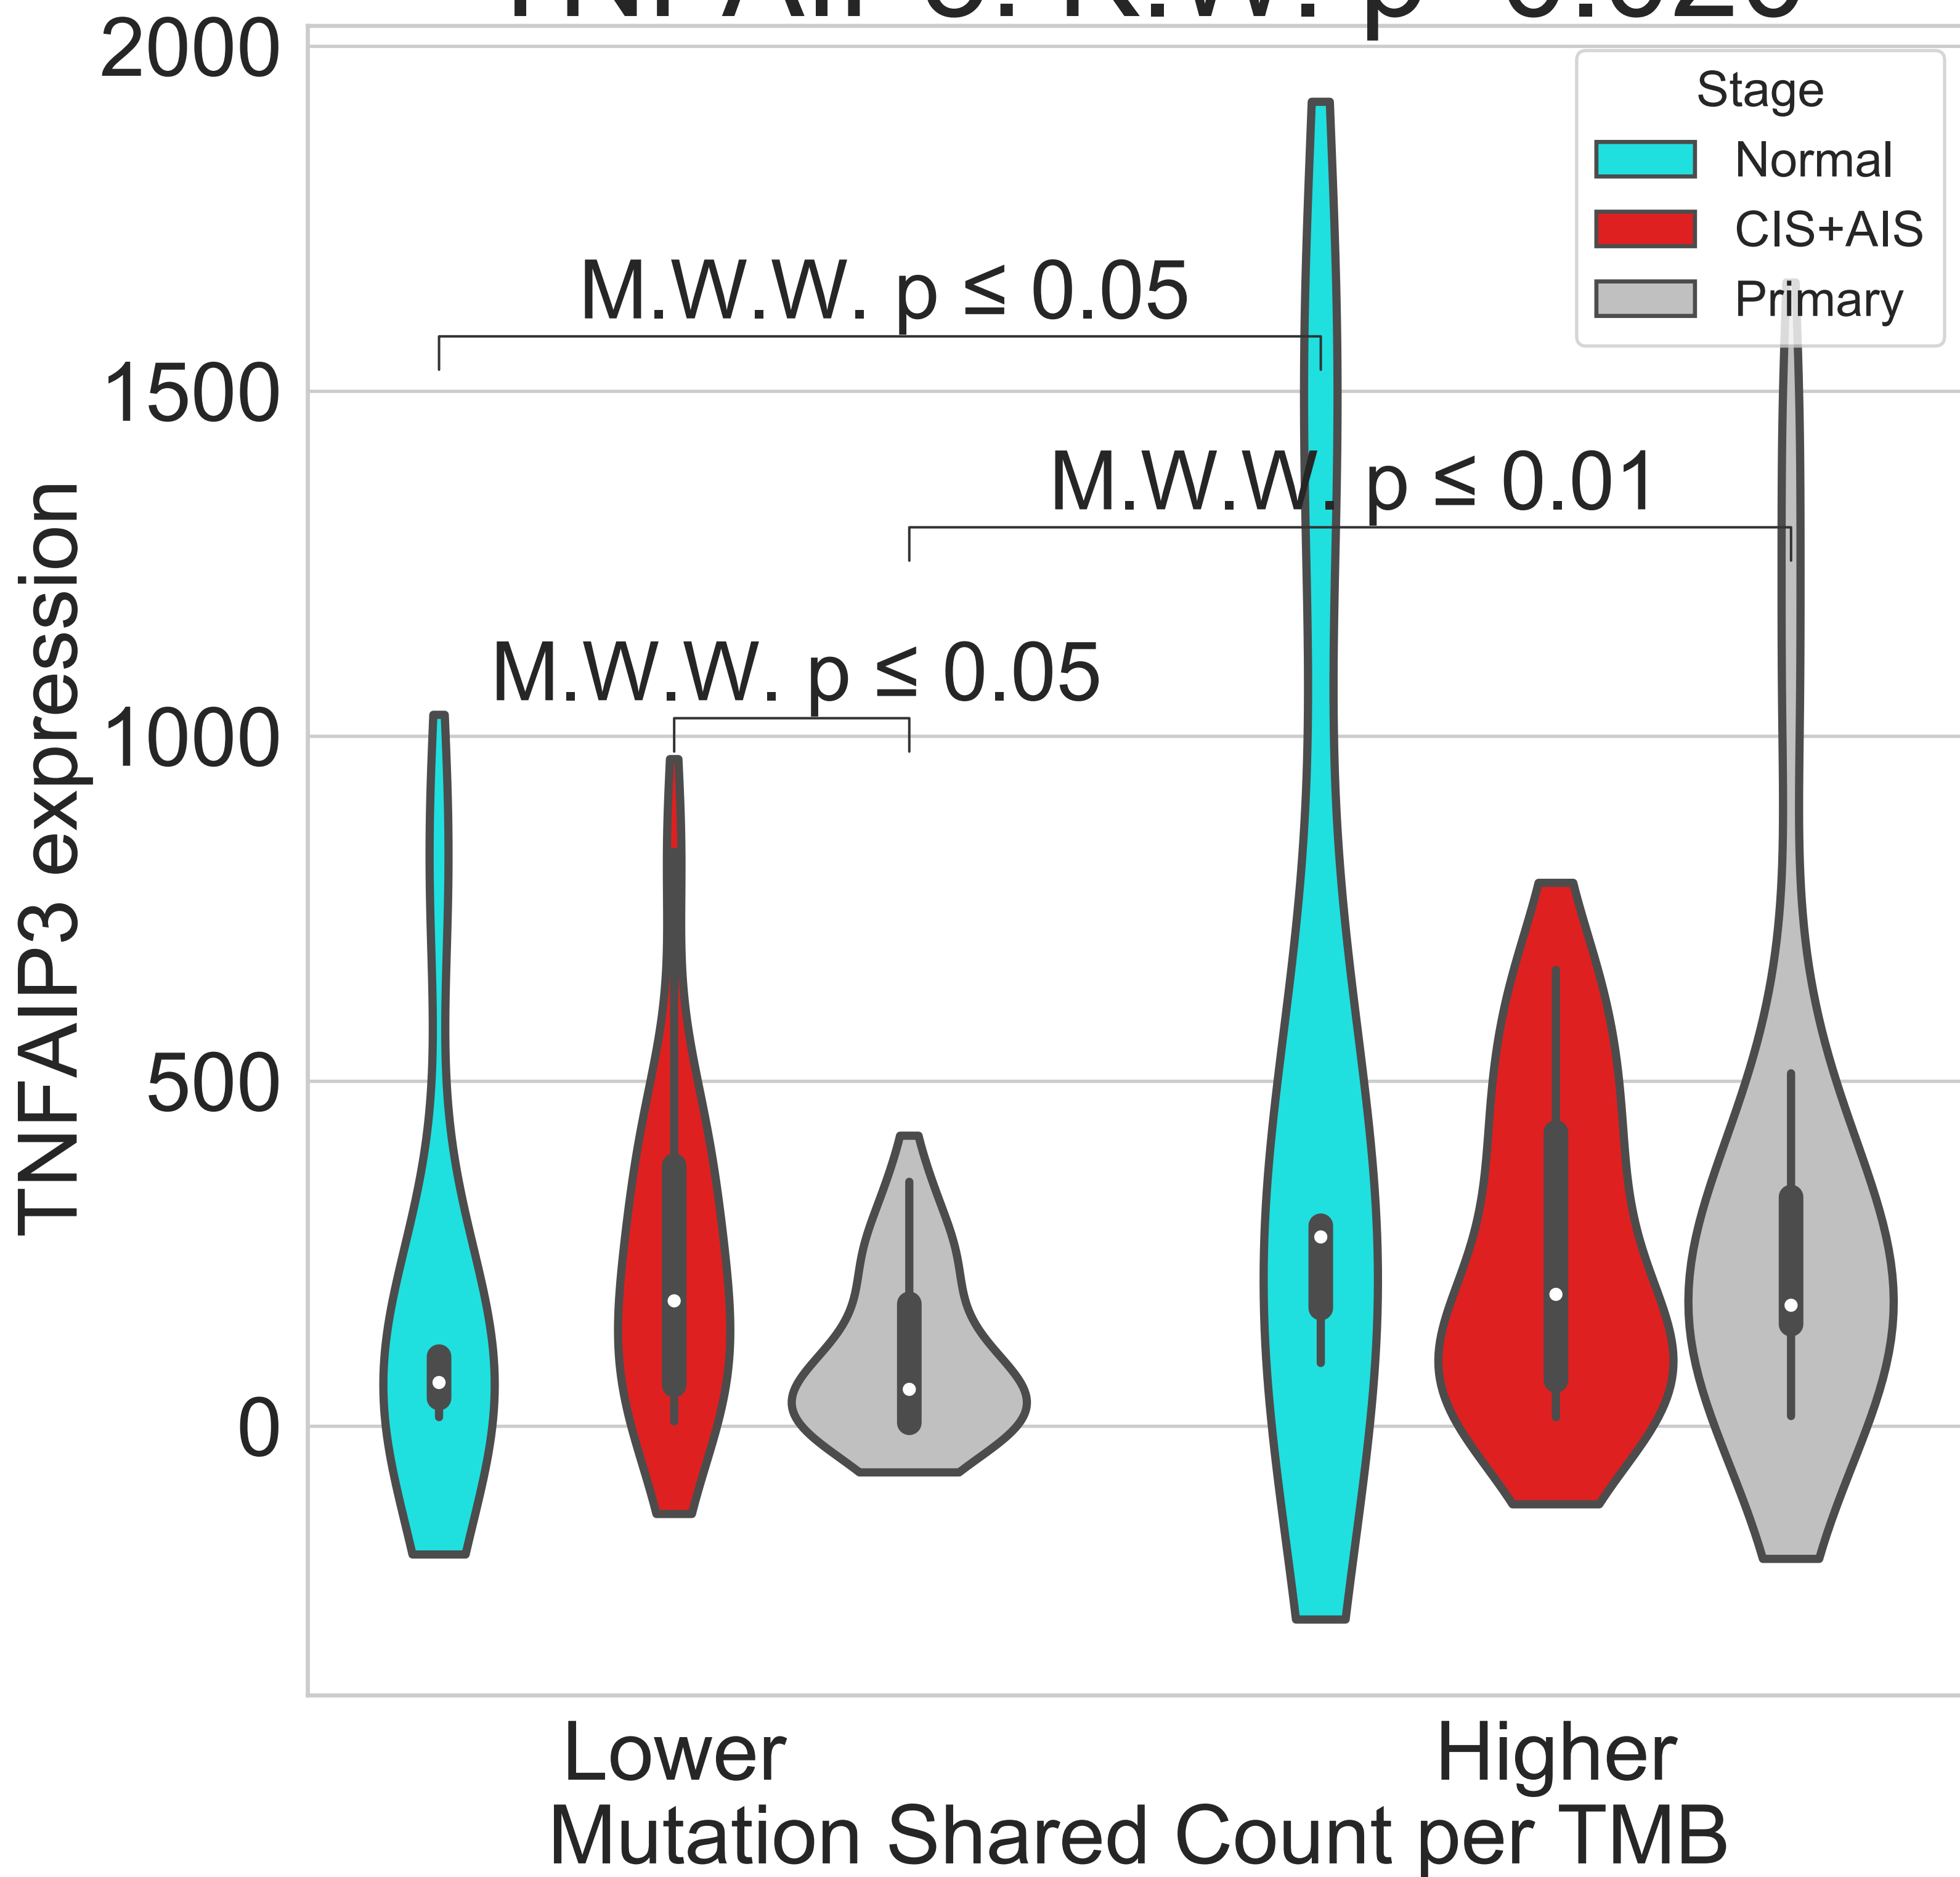 2000
1500
1000
500
0
TNFAIP3 expression
Stage
Normal
CIS+AIS
Primary
M.W.W. p ≤ 0.05
M.W.W. p ≤ 0.01
M.W.W. p ≤ 0.05
Lower Higher
Mutation Shared Count per TMB